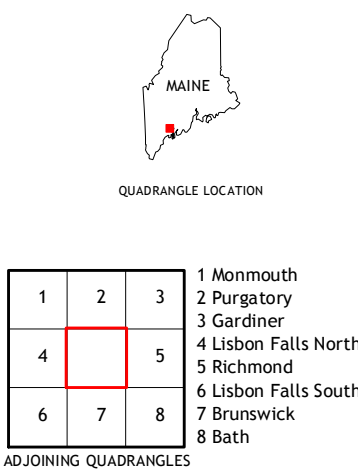 MAINE
QUADRANGLE LOCATION
1 2 3
4 5
6 7 8
1 Monmouth
2 Purgatory
3 Gardiner
4 Lisbon Falls North
5 Richmond
6 Lisbon Falls South
7 Brunswick
8 Bath
ADJOINING QUADRANGLES